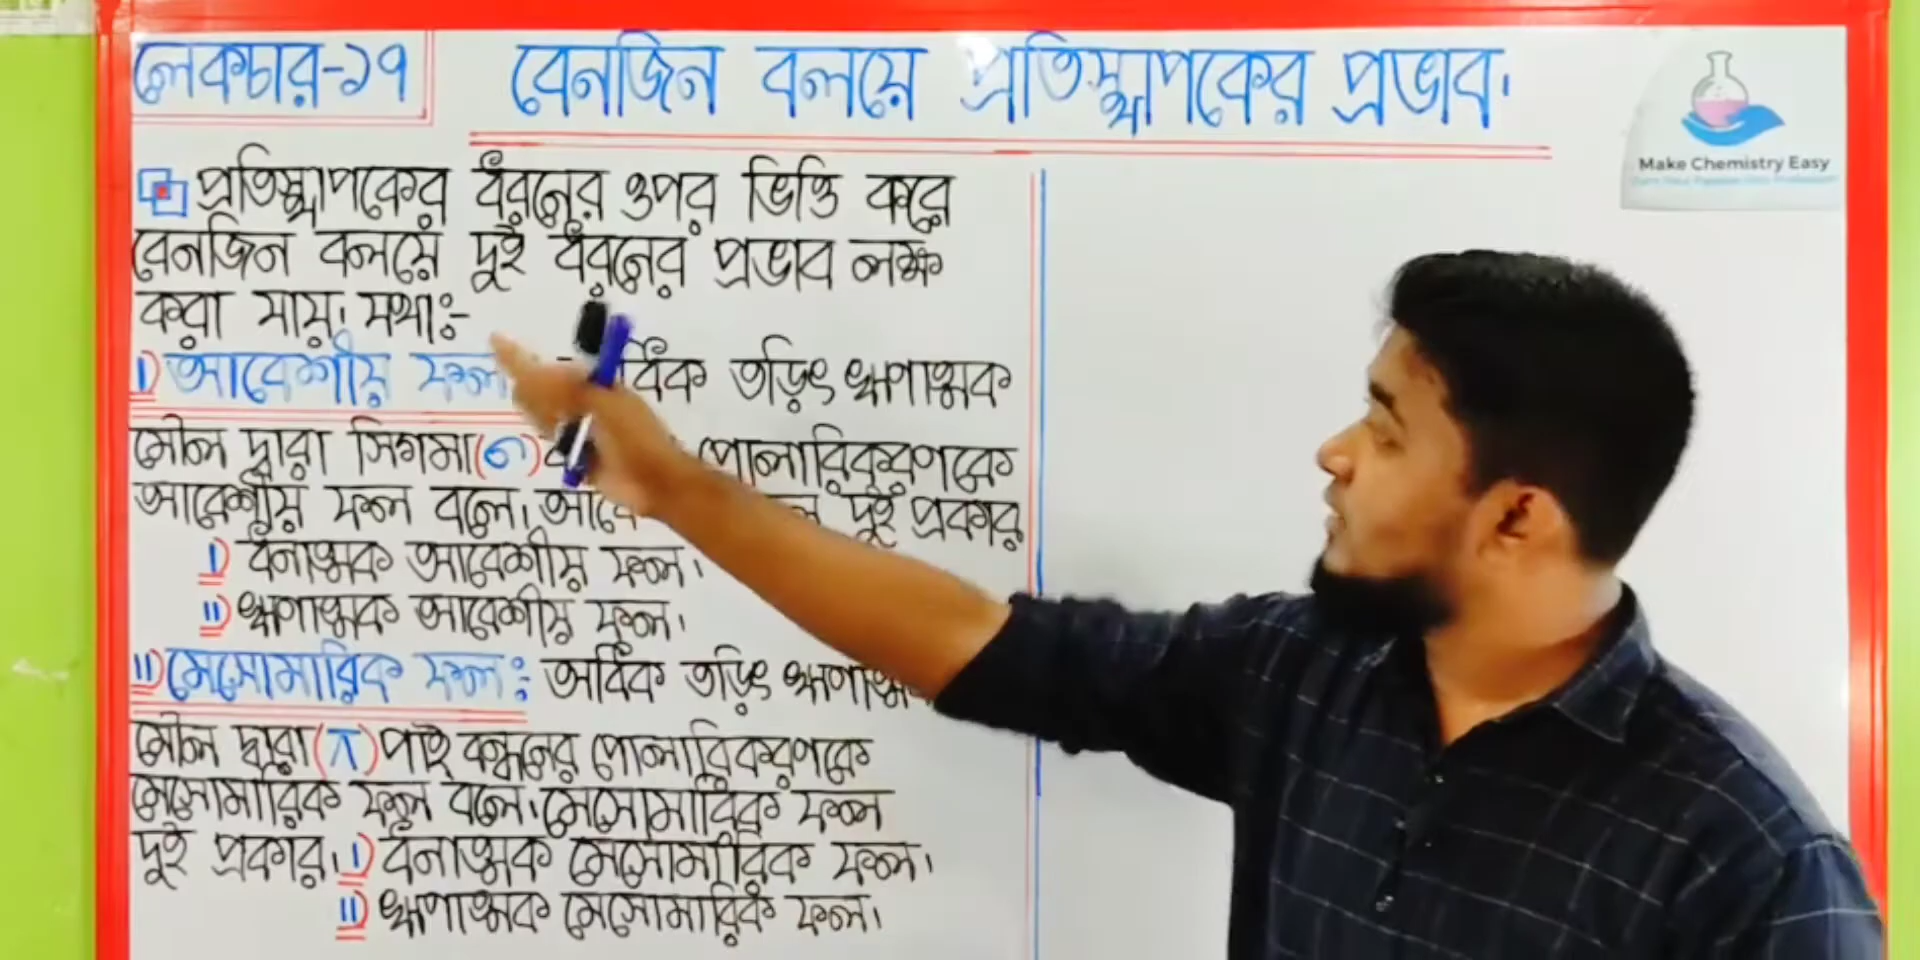 লেকচার-১৭
বেনজিন বলয়ে প্রতিস্থাপকের প্রভাব।
Make Chemistry Easy
প্রতিস্থাপকের ধরনের ওপর ভিত্তি করে
বেনজিন বলয়ে দুই ধরনের প্রভাব লক্ষ
করা যায়। যথা:-
I) আবেশীয় ফল তড়িৎ ঋণাত্মক
মৌল দ্বারা সিগমা (σ) পোলারিকরণকে
আবেশীয় ফল বলে। দুই প্রকার
I) ধনাত্মক আবেশীয় ফল।
II) ঋণাত্মক আবেশীয় ফল।
II) মেসোমারিক ফল: অধিক তড়িৎ
মৌল দ্বারা (π) পাই বন্ধনের পোলারিকরণকে
মেসোমারিক ফল বলে। মেসোমারিক ফল
দুই প্রকার। I) ধনাত্মক মেসোমারিক ফল।
II) ঋণাত্মক মেসোমারিক ফল।